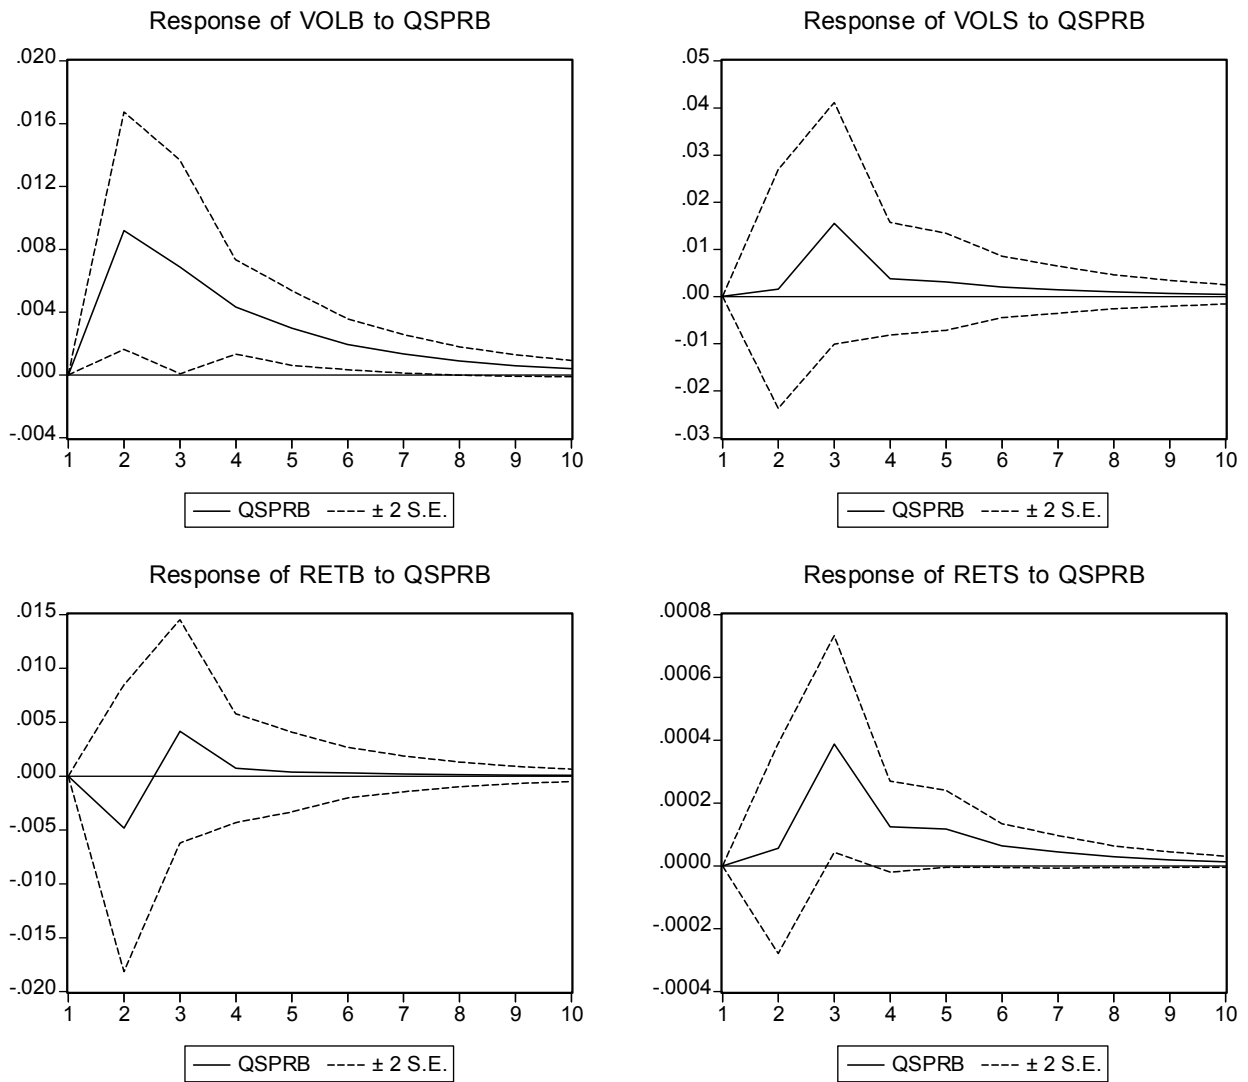 Response of VOLB to QSPRB
.020
.016
.012
.008
.004
.000
-.004
1 2 3 4 5 6 7 8 9 10
QSPRB ± 2 S.E.
Response of VOLS to QSPRB
.05
.04
.03
.02
.01
.00
-.01
-.02
-.03
1 2 3 4 5 6 7 8 9 10
QSPRB ± 2 S.E.
Response of RETB to QSPRB
.015
.010
.005
.000
-.005
-.010
-.015
-.020
1 2 3 4 5 6 7 8 9 10
QSPRB ± 2 S.E.
Response of RETS to QSPRB
.0008
.0006
.0004
.0002
.0000
-.0002
-.0004
1 2 3 4 5 6 7 8 9 10
QSPRB ± 2 S.E.